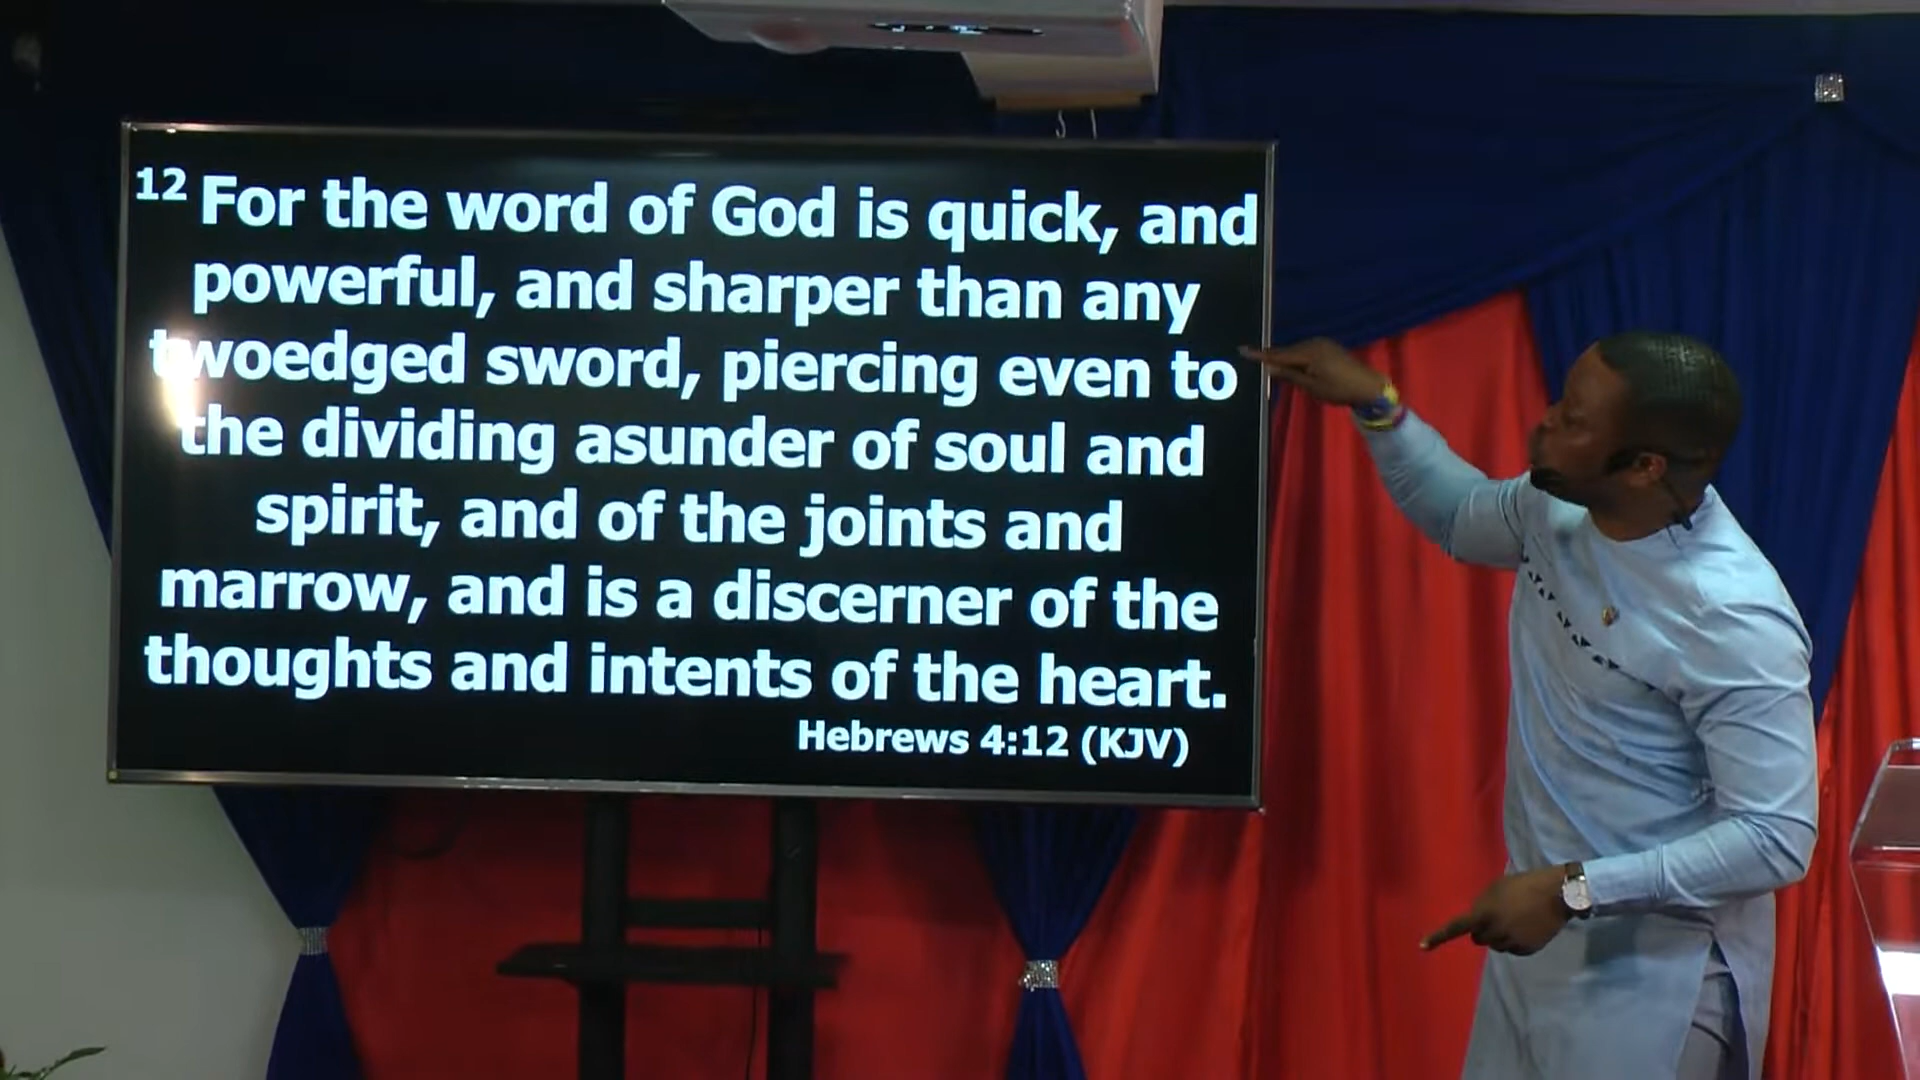 12 For the word of God is quick, and
powerful, and sharper than any
twoedged sword, piercing even to
the dividing asunder of soul and
spirit, and of the joints and
marrow, and is a discerner of the
thoughts and intents of the heart.
Hebrews 4:12 (KJV)